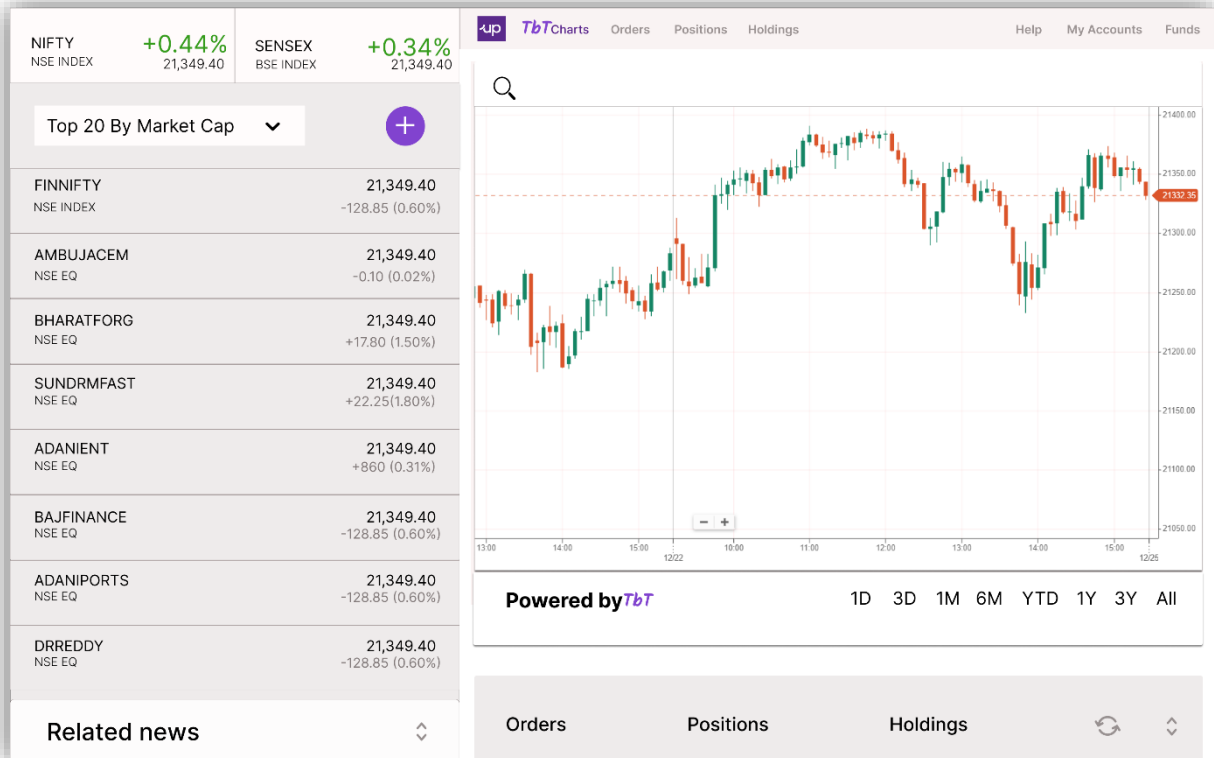 NIFTY
+0.44%
NSE INDEX
21,349.40
SENSEX
+0.34%
BSE INDEX
21,349.40
up TbT Charts Orders Positions Holdings Help My Accounts Funds
Top 20 By Market Cap
+
FINNIFTY 21,349.40
NSE INDEX -128.85 (0.60%)
AMBUJACEM 21,349.40
NSE EQ -0.10 (0.02%)
BHARATFORG 21,349.40
NSE EQ +17.80 (1.50%)
SUNDRMFAST 21,349.40
NSE EQ +22.25(1.80%)
ADANIENT 21,349.40
NSE EQ +860 (0.31%)
BAJFINANCE 21,349.40
NSE EQ -128.85 (0.60%)
ADANIPORTS 21,349.40
NSE EQ -128.85 (0.60%)
DRREDDY 21,349.40
NSE EQ -128.85 (0.60%)
Related news
21400.00
21350.00
21332.35
21300.00
21250.00
21200.00
21150.00
21100.00
21050.00
− +
13:00 14:00 15:00 10:00 11:00 12:00 13:00 14:00 15:00
12/22 12/25
Powered by TbT
1D 3D 1M 6M YTD 1Y 3Y All
Orders Positions Holdings